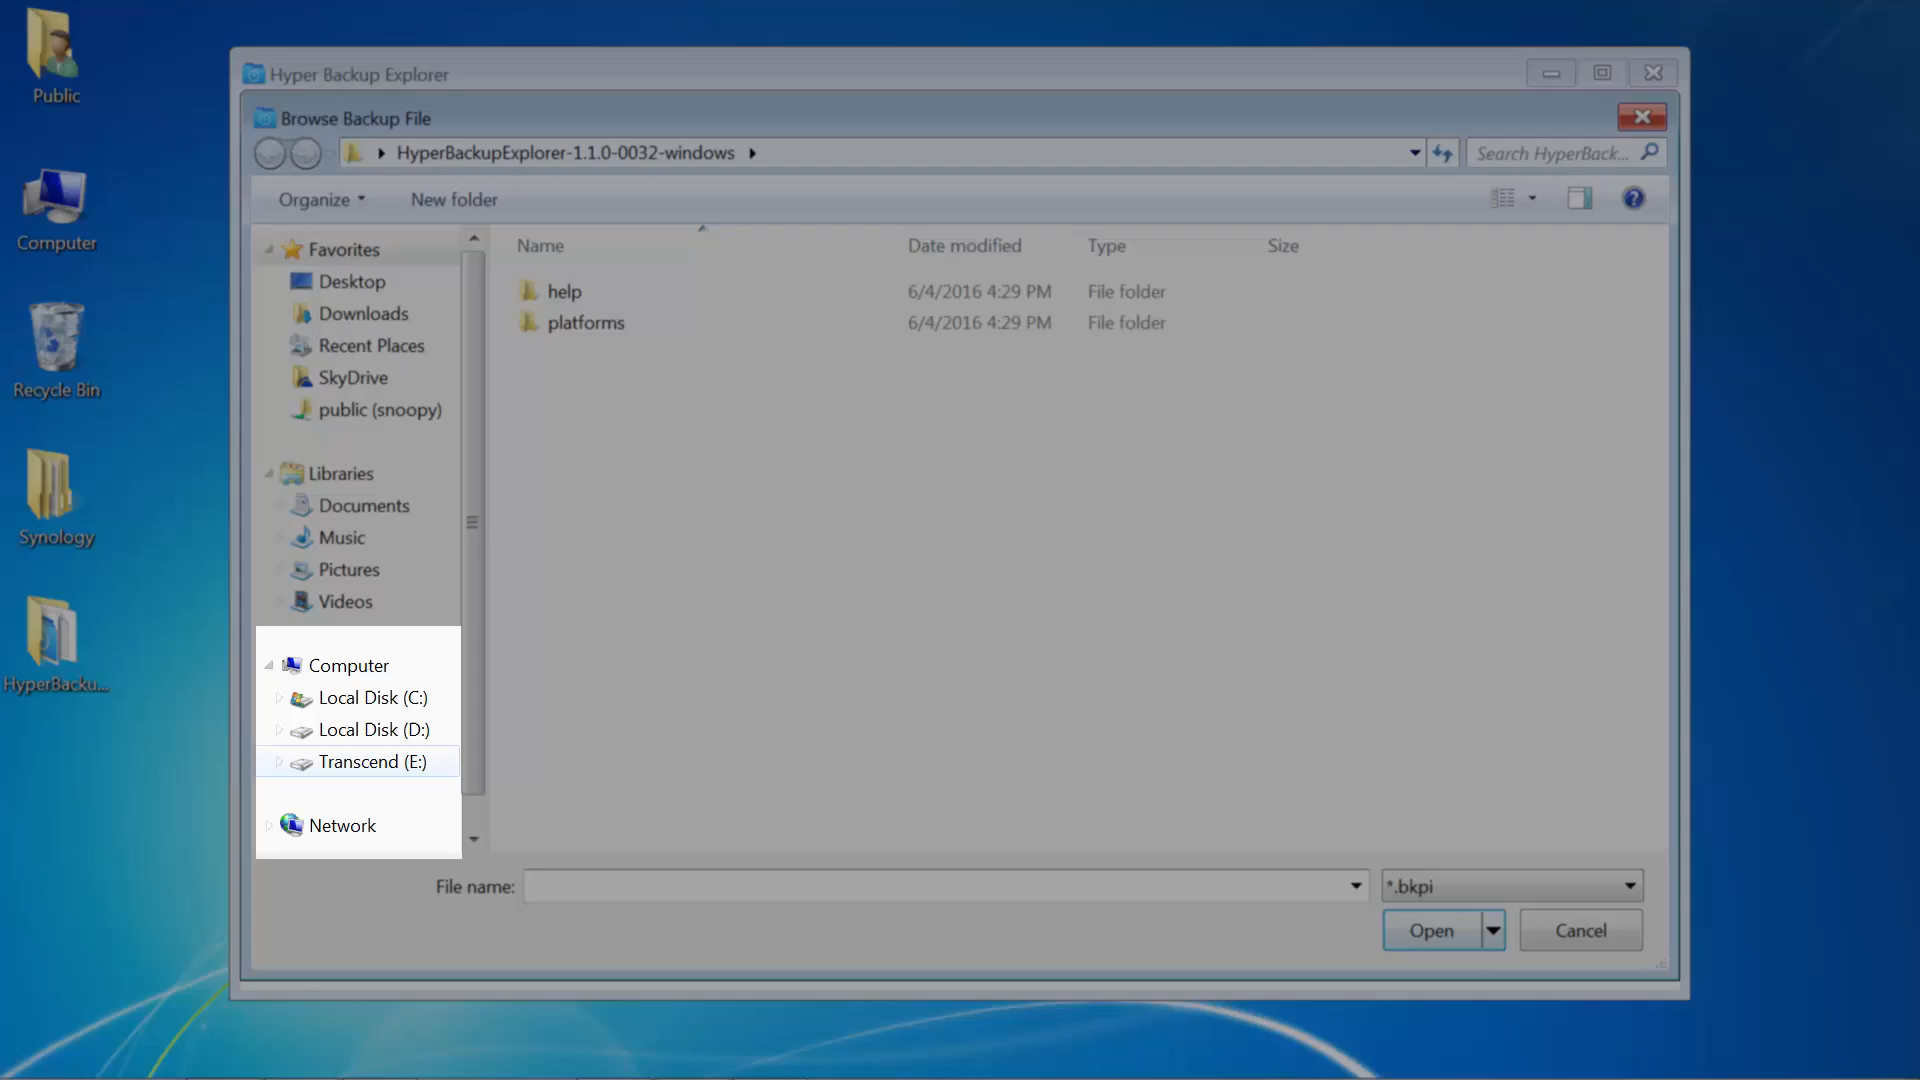 Public
Computer
Recycle Bin
Synology
HyperBacku...
Hyper Backup Explorer
Browse Backup File
HyperBackupExplorer-1.1.0-0032-windows
Search HyperBack...
Organize
New folder
Name Date modified Type Size
help 6/4/2016 4:29 PM File folder
platforms 6/4/2016 4:29 PM File folder
Favorites
Desktop
Downloads
Recent Places
SkyDrive
public (snoopy)
Libraries
Documents
Music
Pictures
Videos
Computer
Local Disk (C:)
Local Disk (D:)
Transcend (E:)
Network
File name:
*.bkpi
Open
Cancel